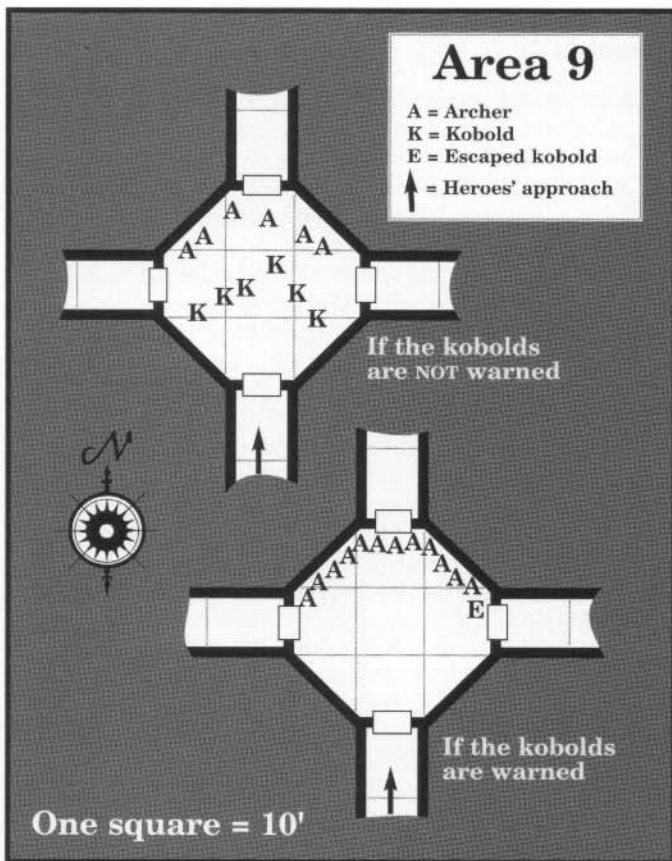 Area 9
A = Archer
K = Kobold
E = Escaped kobold
= Heroes' approach
A A
A A A A
K
K K K
K K
If the kobolds
are NOT warned
N
A A A A A A A A A A A A
E
If the kobolds
are warned
One square = 10'